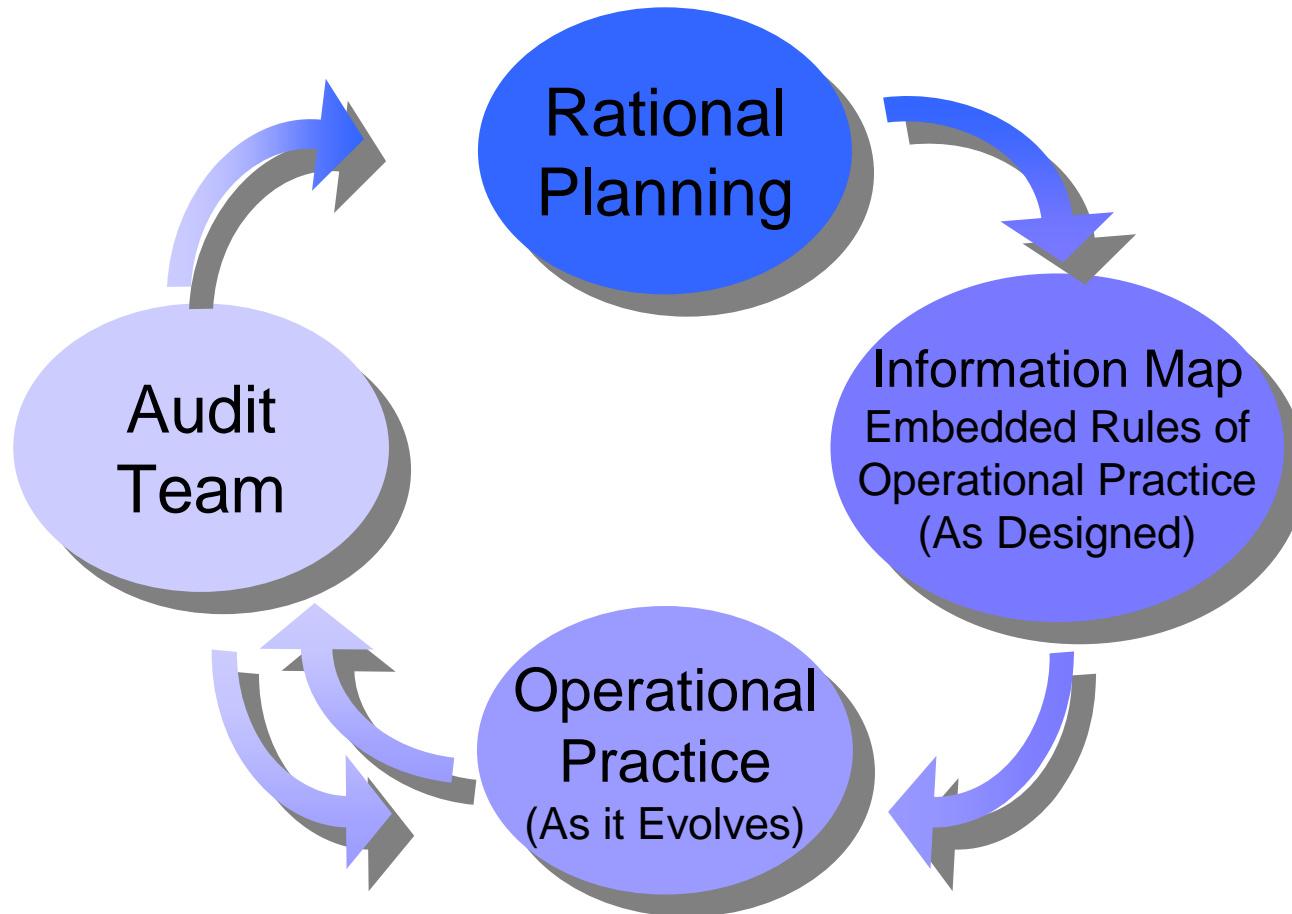 Rational
Planning
Information Map
Embedded Rules of
Operational Practice
(As Designed)
Audit
Team
Operational
Practice
(As it Evolves)